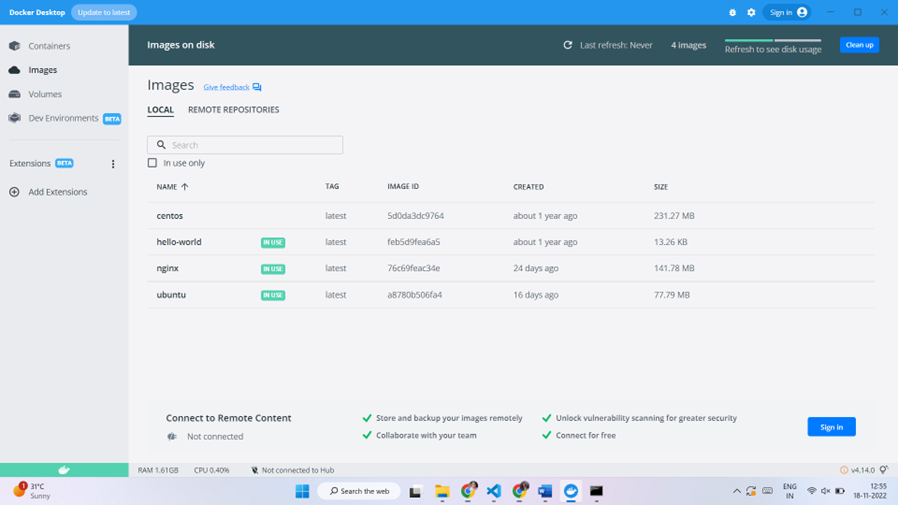 Docker Desktop Update to latest Sign in
Containers
Images
Volumes
Dev Environments BETA
Extensions BETA
Add Extensions
Images on disk Last refresh: Never 4 images Refresh to see disk usage Clean up
Images Give feedback
LOCAL REMOTE REPOSITORIES
Search
In use only
NAME TAG IMAGE ID CREATED SIZE
centos latest 5d0da3dc9764 about 1 year ago 231.27 MB
hello-world IN USE latest feb5d9fea6a5 about 1 year ago 13.26 KB
nginx IN USE latest 76c69feac34e 24 days ago 141.78 MB
ubuntu IN USE latest a8780b506fa4 16 days ago 77.79 MB
Connect to Remote Content
Not connected
Store and backup your images remotely
Collaborate with your team
Unlock vulnerability scanning for greater security
Connect for free
Sign in
RAM 1.61GB CPU 0.40% Not connected to Hub v4.14.0
1
31°C
Sunny
Search the web
ENG
IN
12:55
18-11-2022